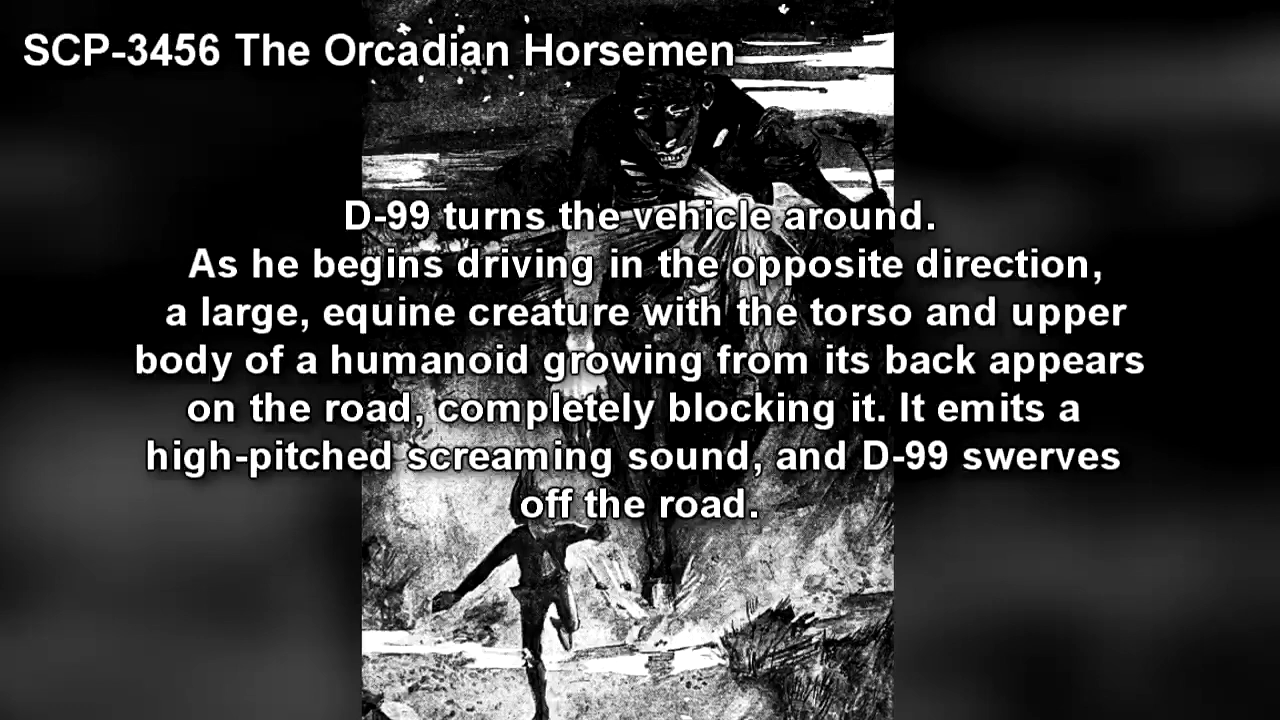 SCP-3456 The Orcadian Horsemen
D-99 turns the vehicle around.
As he begins driving in the opposite direction,
a large, equine creature with the torso and upper
body of a humanoid growing from its back appears
on the road, completely blocking it. It emits a
high-pitched screaming sound, and D-99 swerves
off the road.